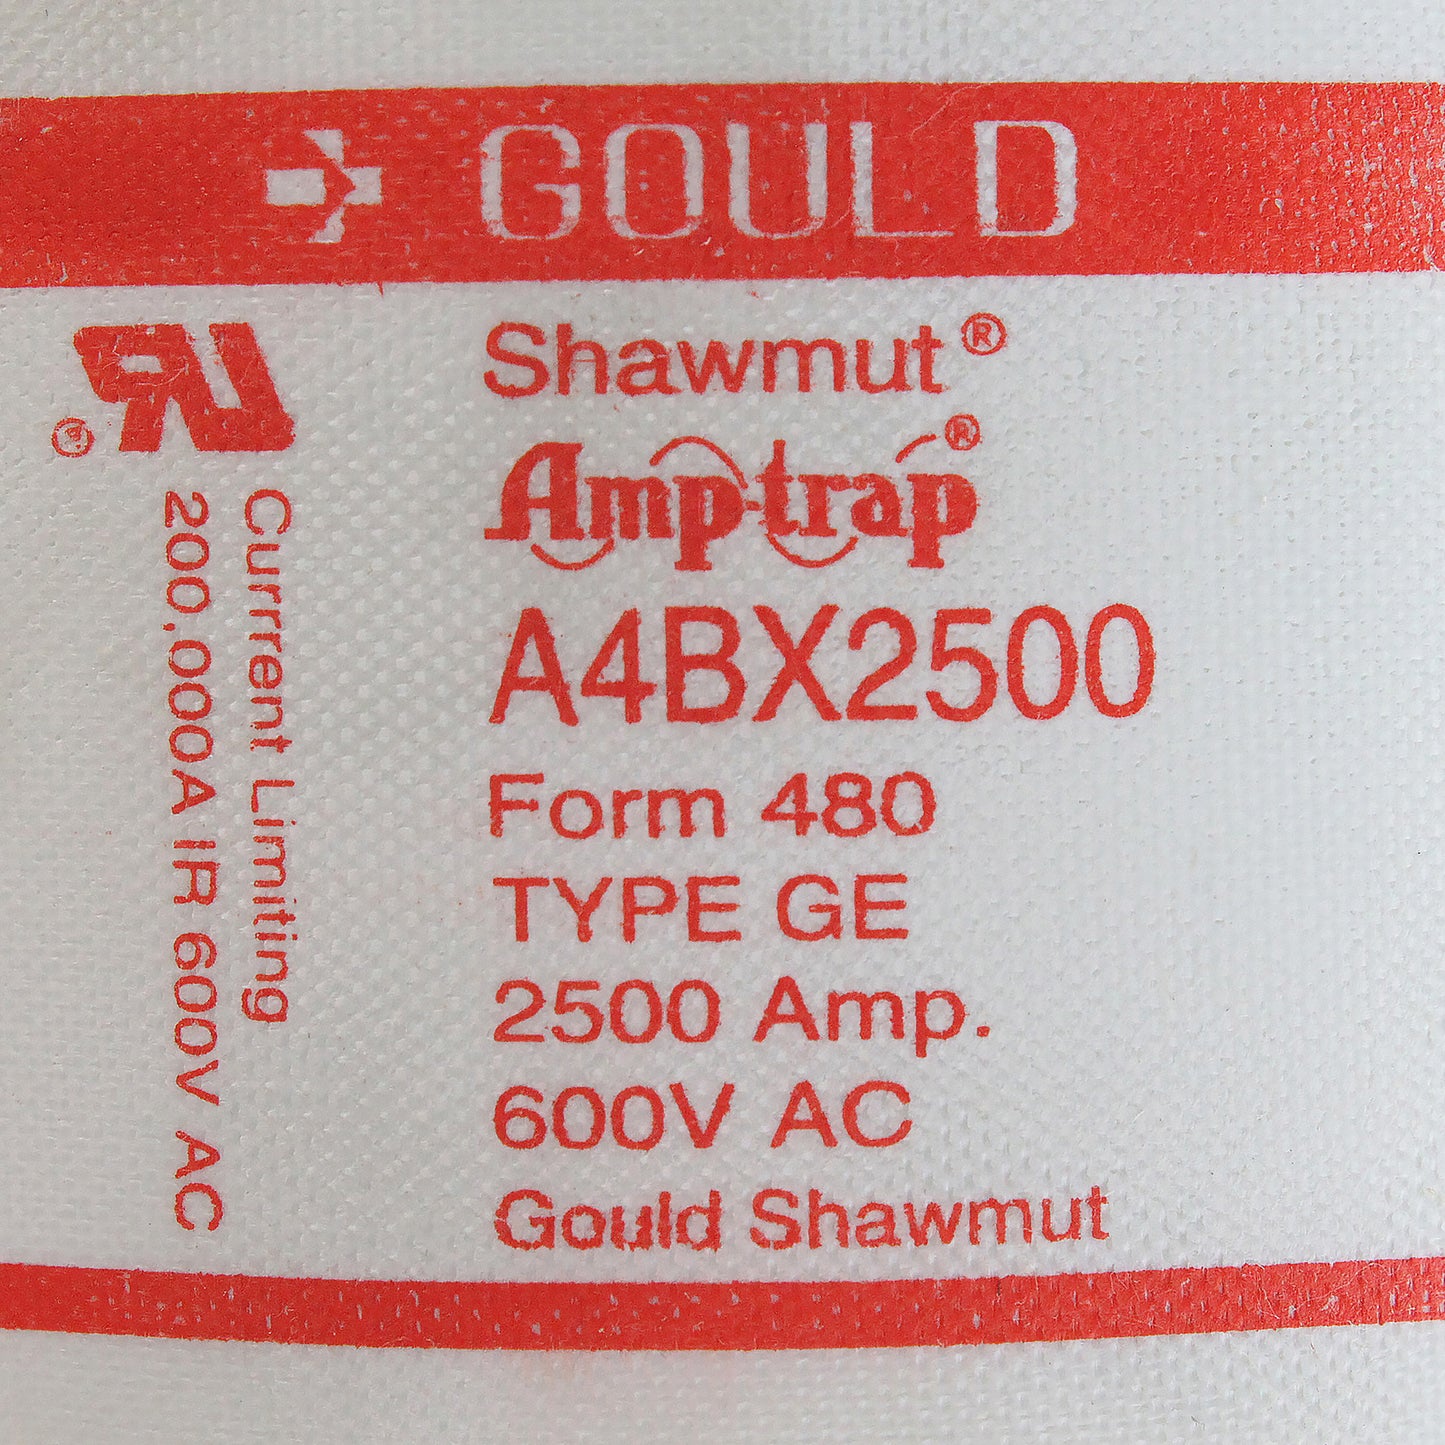 GOULD
Shawmut®
Amp-trap®
A4BX2500
Form 480
TYPE GE
2500 Amp.
600V AC
Gould Shawmut
RU®
Current Limiting
200,000A IR 600V AC